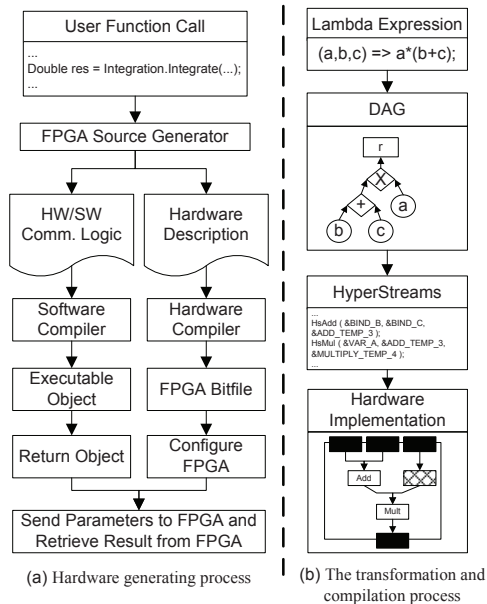 User Function Call
...
Double res = Integration.Integrate(...);
...
FPGA Source Generator
HW/SW
Comm. Logic
Hardware
Description
Software
Compiler
Hardware
Compiler
Executable
Object
FPGA Bitfile
Return Object
Configure
FPGA
Send Parameters to FPGA and
Retrieve Result from FPGA
(a) Hardware generating process
Lambda Expression
(a,b,c) => a*(b+c);
DAG
r
X
+
a
b
c
HyperStreams
...
HsAdd ( &BIND_B, &BIND_C,
&ADD_TEMP_3 );
HsMul ( &VAR_A, &ADD_TEMP_3,
&MULTIPLY_TEMP_4 );
...
Hardware
Implementation
Add
Mult
(b) The transformation and
compilation process